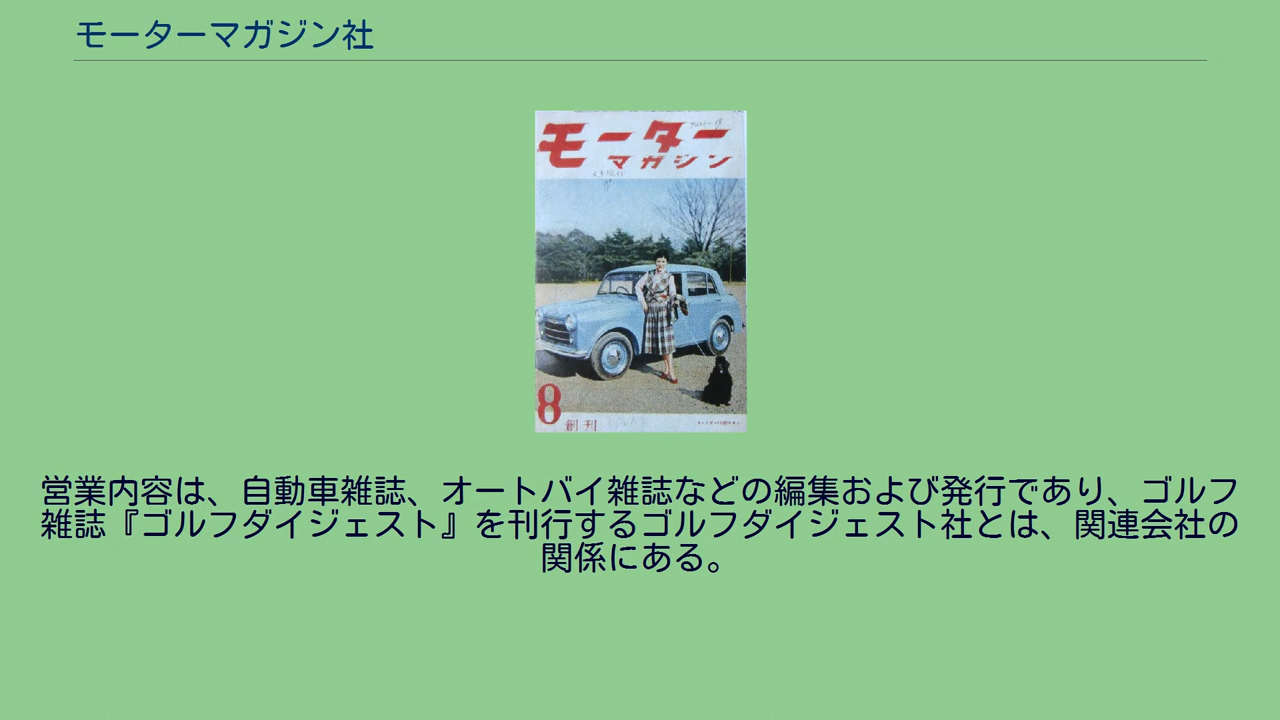 モーターマガジン社
モーター
マガジン
8
創刊
営業内容は、自動車雑誌、オートバイ雑誌などの編集および発行であり、ゴルフ
雑誌『ゴルフダイジェスト』を刊行するゴルフダイジェスト社とは、関連会社の
関係にある。